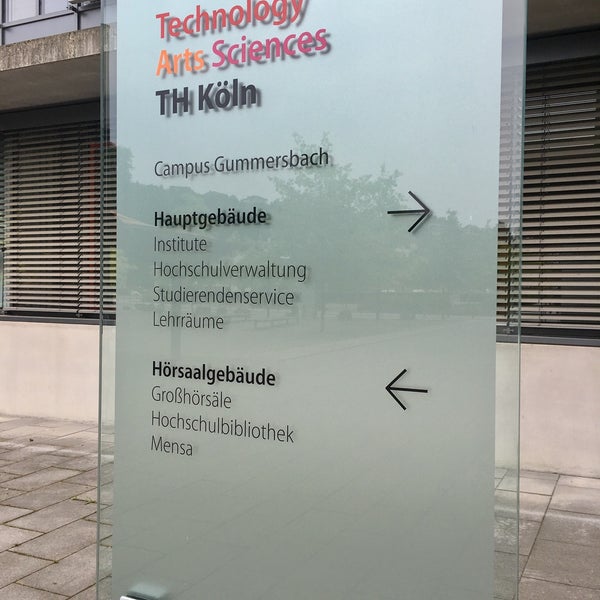 Technology
Arts Sciences
TH Köln
Campus Gummersbach
Hauptgebäude
Institute
Hochschulverwaltung
Studierendenservice
Lehrräume
Hörsaalgebäude
Großhörsäle
Hochschulbibliothek
Mensa